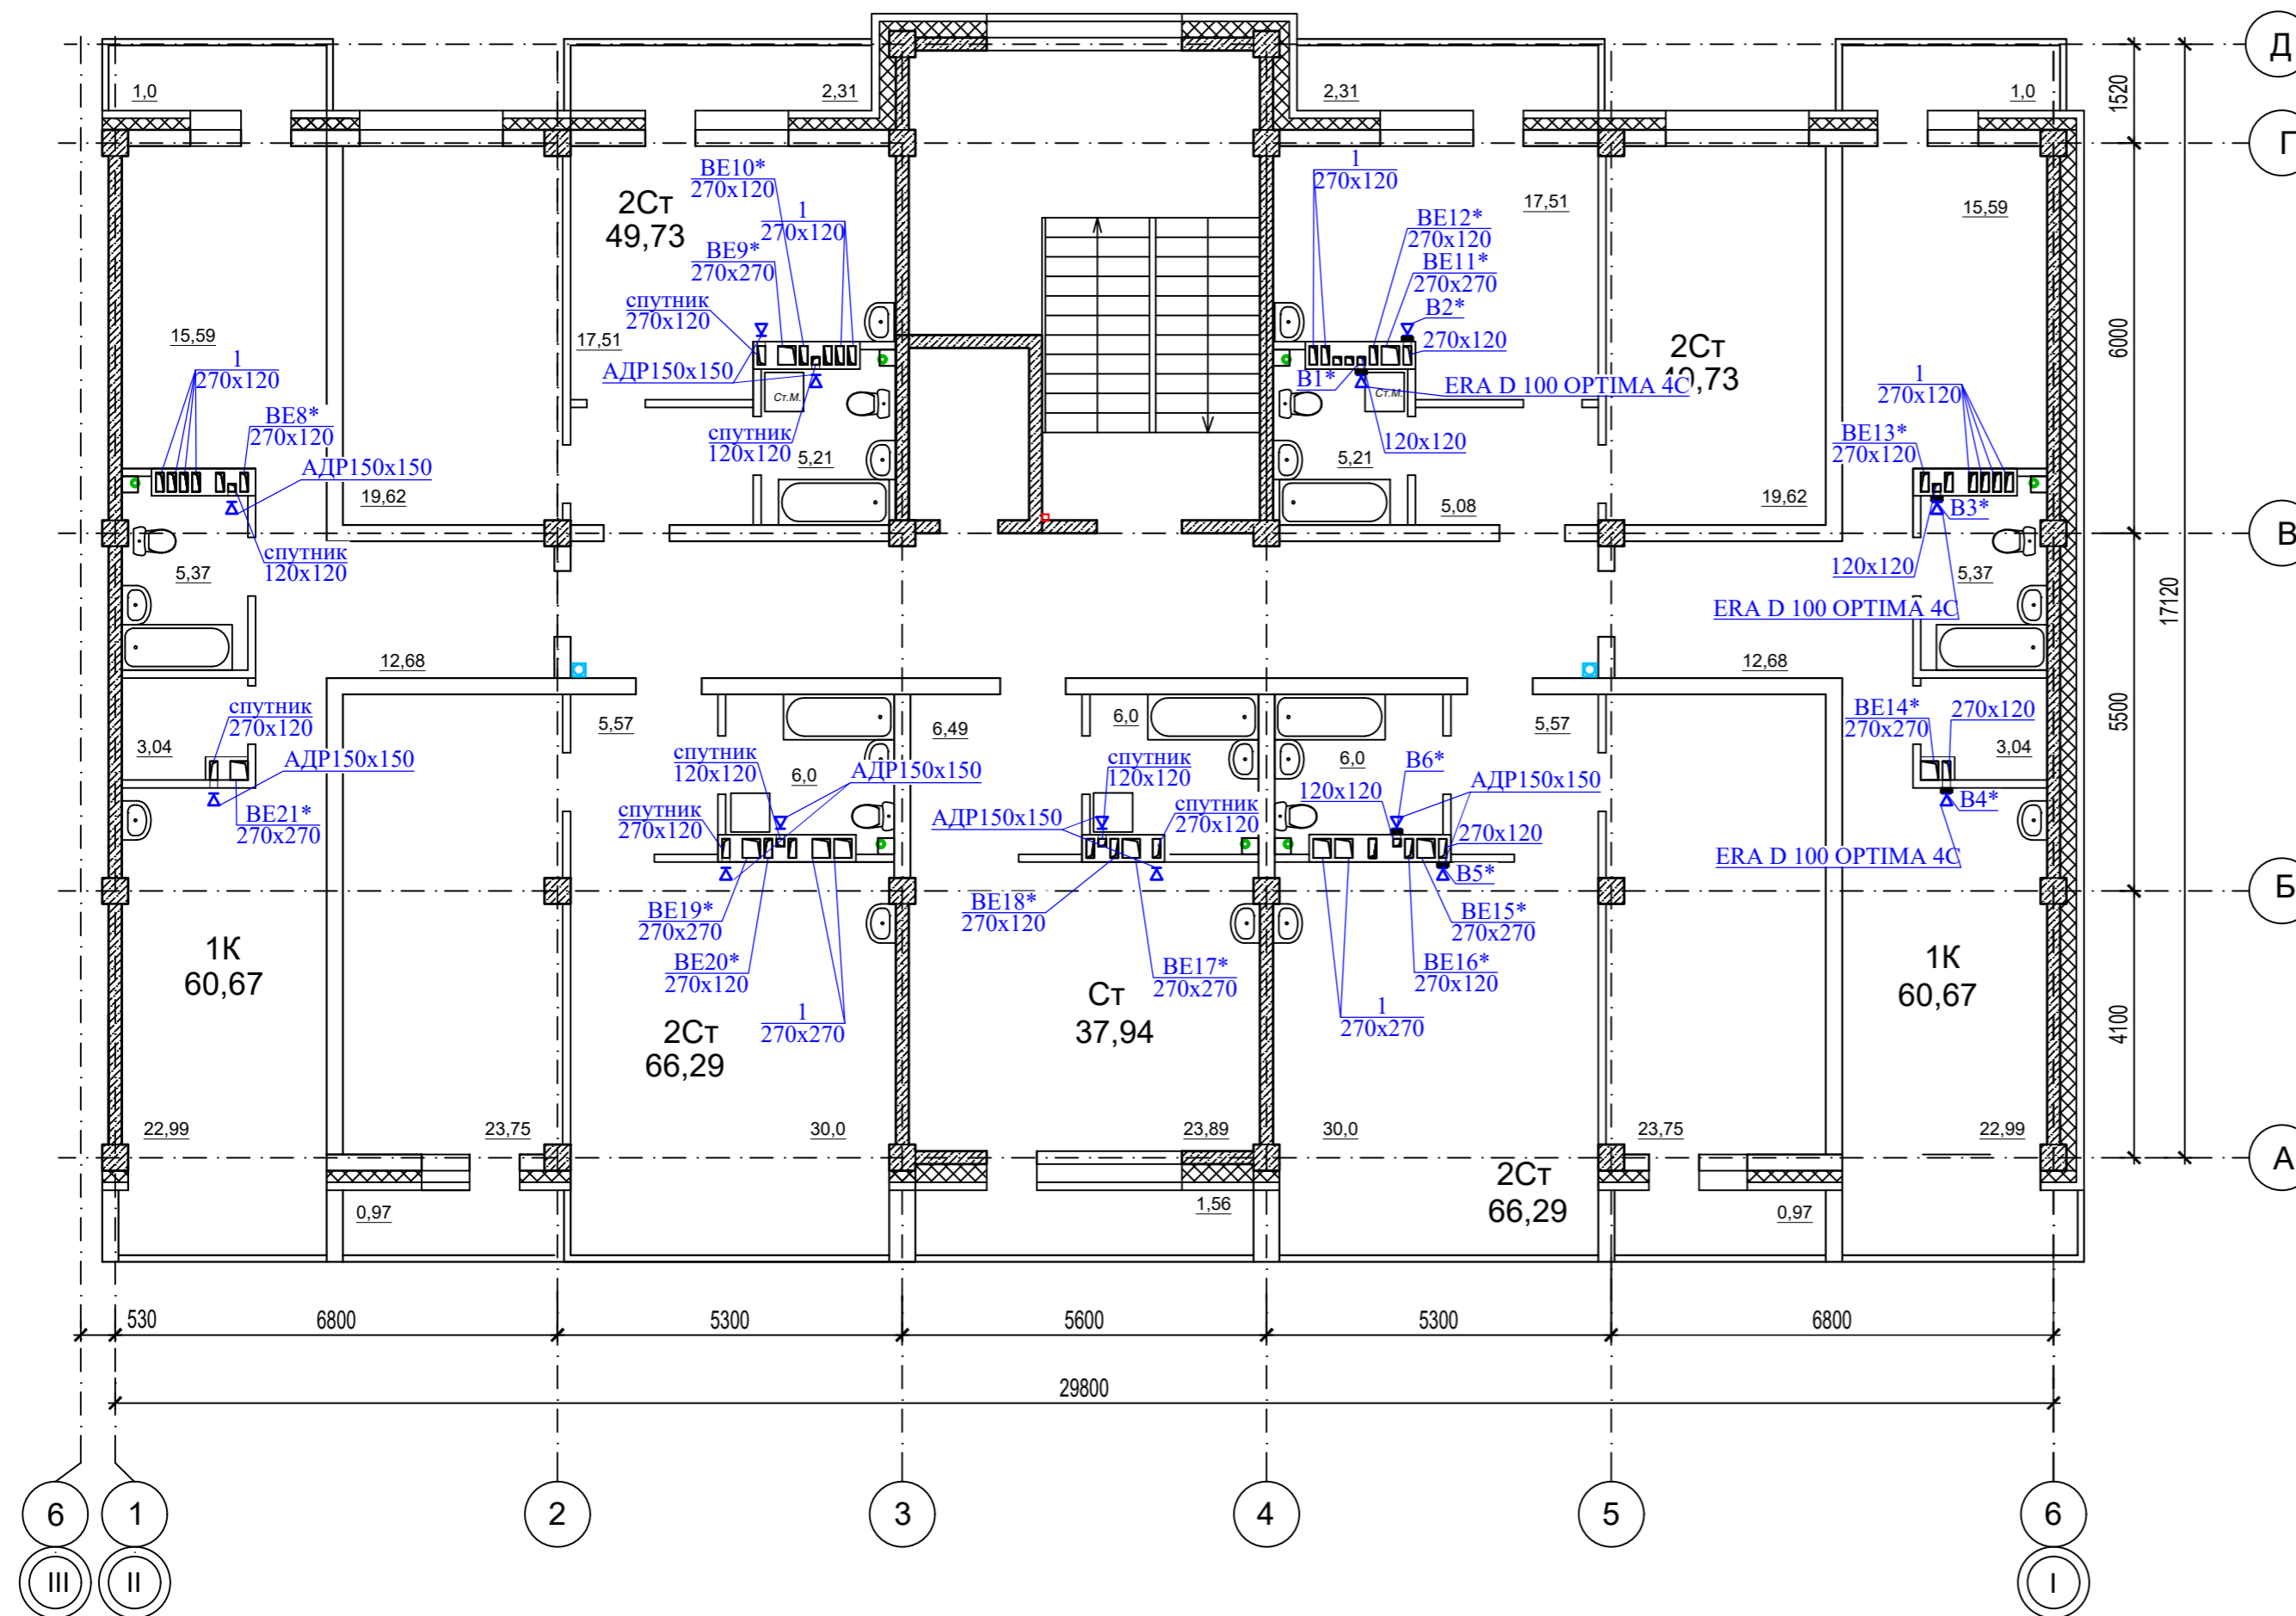 Д
1,0
2,31
2,31
1,0
1520
Г
ВЕ10*
270х120
1
270х120
17,51
15,59
2Ст
49,73
1
270х120
ВЕ12*
270х120
ВЕ9*
270х270
ВЕ11*
270х270
спутник
270х120
В2*
15,59
17,51
270х120
2Ст
49,73
6000
1
270х120
АДР150х150
Ст.М.
В1*
Ст.М.
ERA D 100 OPTIMA 4C
1
270х120
ВЕ8*
270х120
спутник
120х120
120х120
ВЕ13*
270х120
АДР150х150
5,21
5,21
19,62
5,08
19,62
В3*
В
спутник
120х120
5,37
120х120
5,37
ERA D 100 OPTIMA 4C
17120
12,68
12,68
спутник
270х120
5,57
6,49
6,0
5,57
ВЕ14*
270х270
270х120
5500
3,04
3,04
АДР150х150
спутник
120х120
6,0
АДР150х150
спутник
120х120
6,0
В6*
АДР150х150
120х120
В4*
ВЕ21*
270х270
спутник
270х120
АДР150х150
спутник
270х120
270х120
ERA D 100 OPTIMA 4C
В5*
Б
ВЕ19*
270х270
ВЕ18*
270х120
ВЕ15*
270х270
1К
60,67
ВЕ20*
270х120
ВЕ17*
270х270
ВЕ16*
270х120
1К
60,67
Ст
37,94
1
270х270
1
270х270
2Ст
66,29
4100
22,99
23,75
30,0
23,89
30,0
23,75
22,99
А
2Ст
66,29
0,97
1,56
0,97
530
6800
5300
5600
5300
6800
29800
6
1
2
3
4
5
6
III
II
I